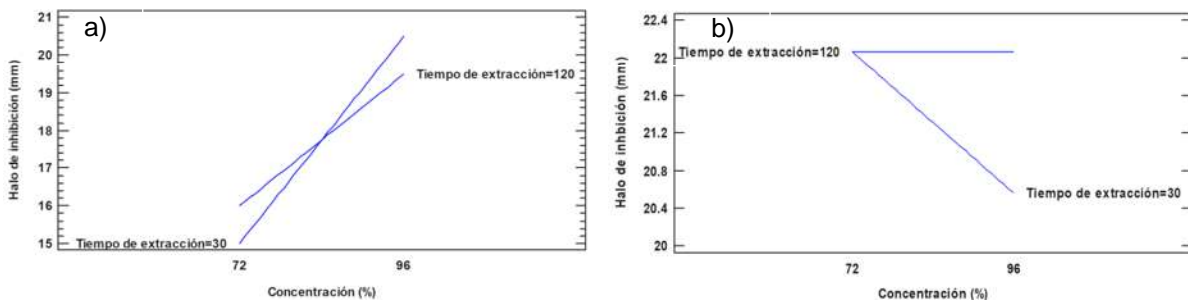 a)
21
20
19
18
17
16
15
Halo de inhibición (mm)
Tiempo de extracción=120
Tiempo de extracción=30
72
96
Concentración (%)
b)
22.4
22
21.6
21.2
20.8
20.4
20
Halo de inhbición (mm)
Tiempo de extracción=120
Tiempo de extracción=30
72
96
Concentración (%)